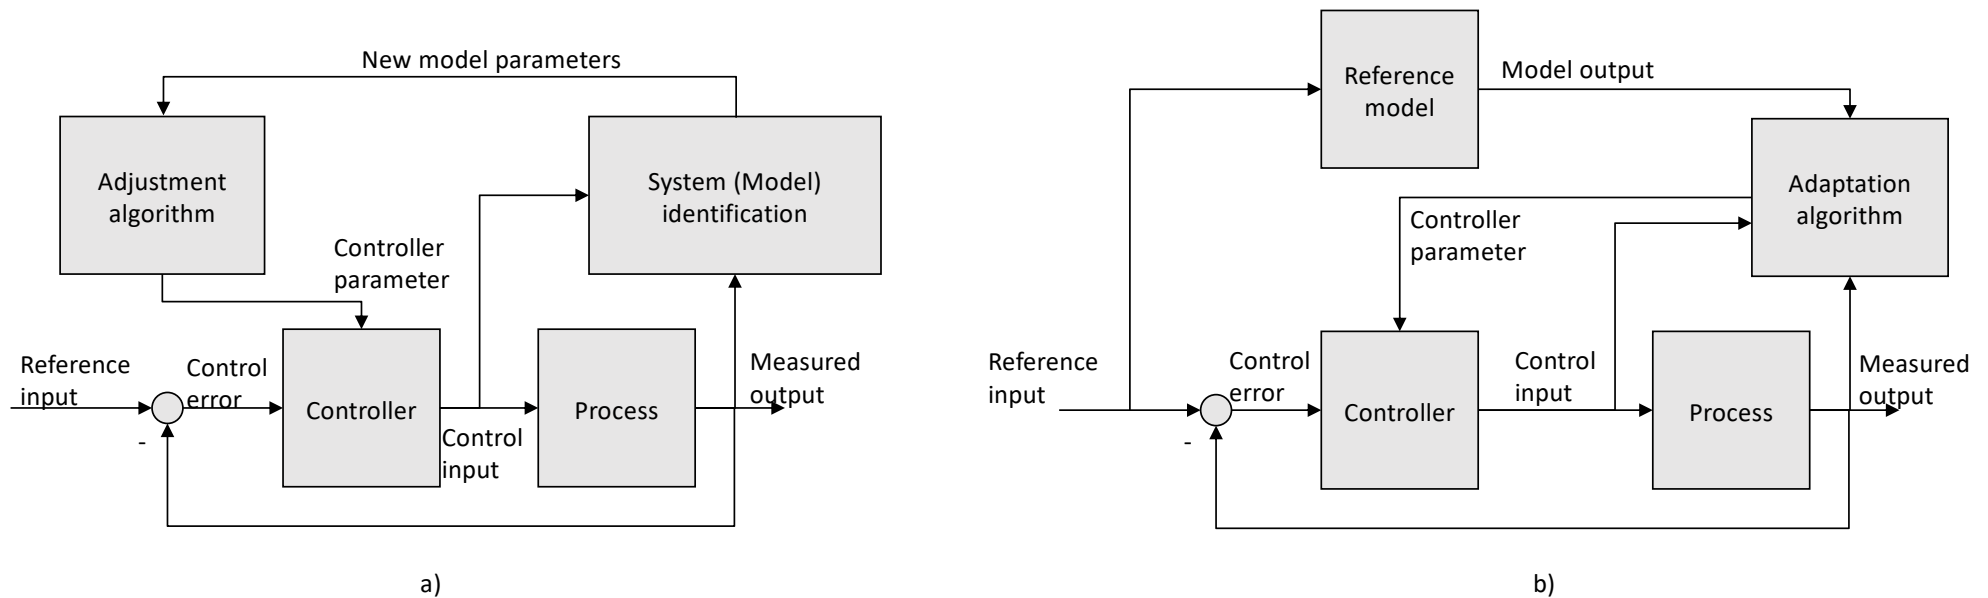 New model parameters
Adjustment
algorithm
System (Model)
identification
Controller
parameter
Reference
input
Control
error
Controller
Control
input
Process
Measured
output
-
a)
Reference
model
Model output
Adaptation
algorithm
Controller
parameter
Reference
input
Control
error
Controller
Control
input
Process
Measured
output
-
b)